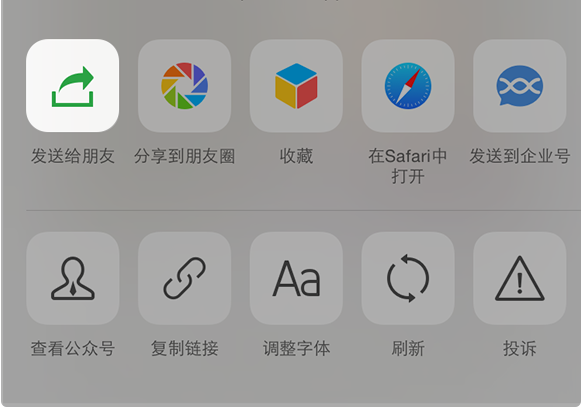 发送给朋友
分享到朋友圈
收藏
在Safari中
打开
发送到企业号
查看公众号
复制链接
Aa
调整字体
刷新
投诉